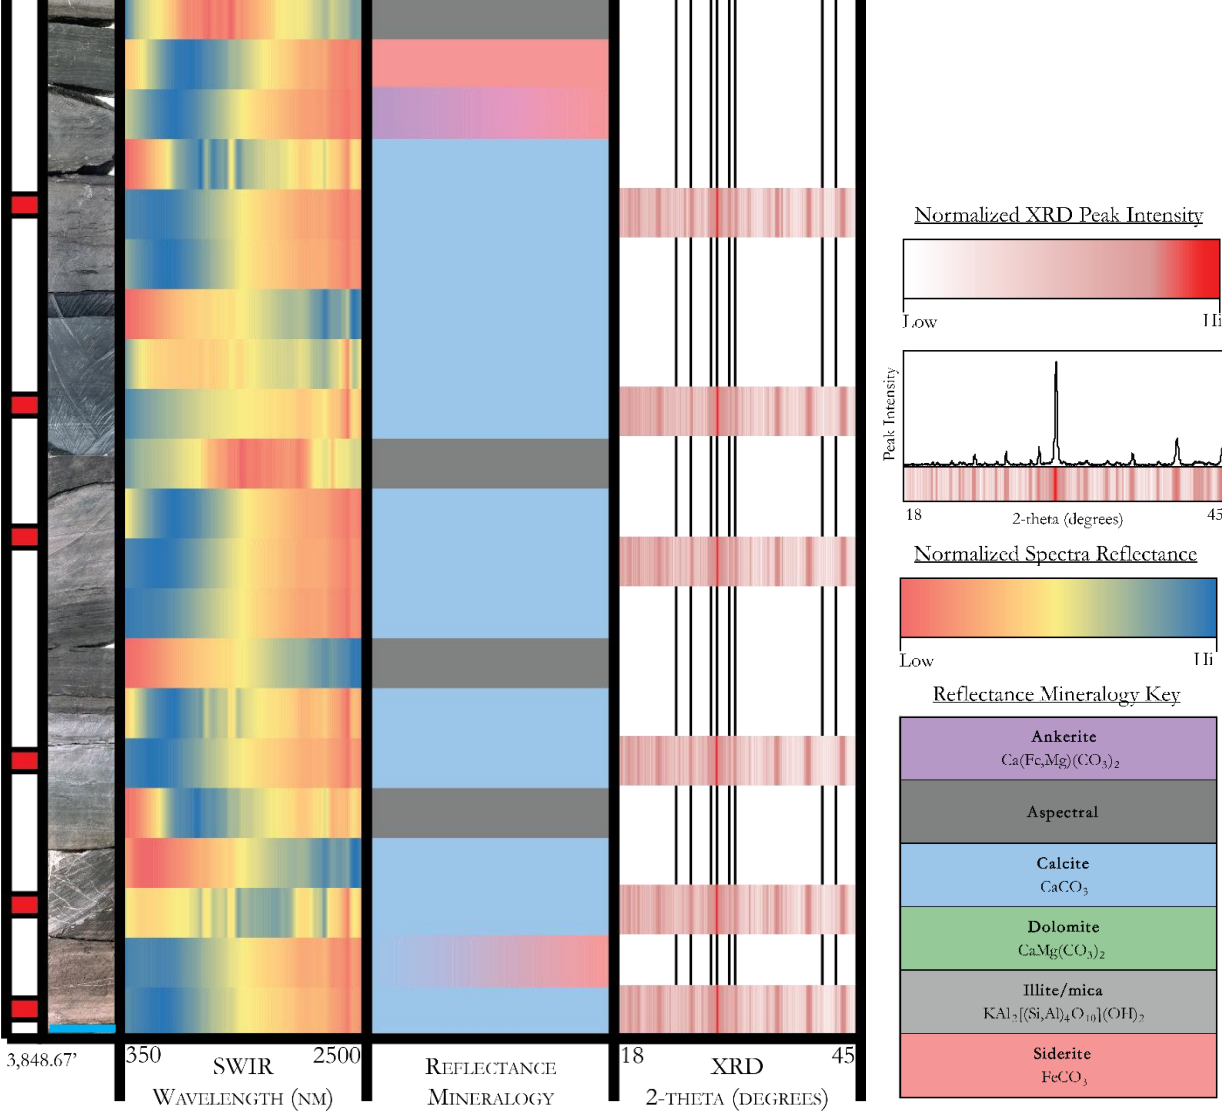 Normalized XRD Peak Intensity
Low Hi
Peak Intensity
18 45
2-theta (degrees)
Normalized Spectra Reflectance
Low Hi
Reflectance Mineralogy Key
Ankerite
Ca(Fe,Mg)(CO₃)₂
Aspectral
Calcite
CaCO₃
Dolomite
CaMg(CO₃)₂
Illite/mica
KAl₂[(Si,Al)₄O₁₀](OH)₂
Siderite
FeCO₃
3,848.67'
350 2500
SWIR
WAVELENGTH (NM)
REFLECTANCE
MINERALOGY
18 45
XRD
2-THETA (DEGREES)